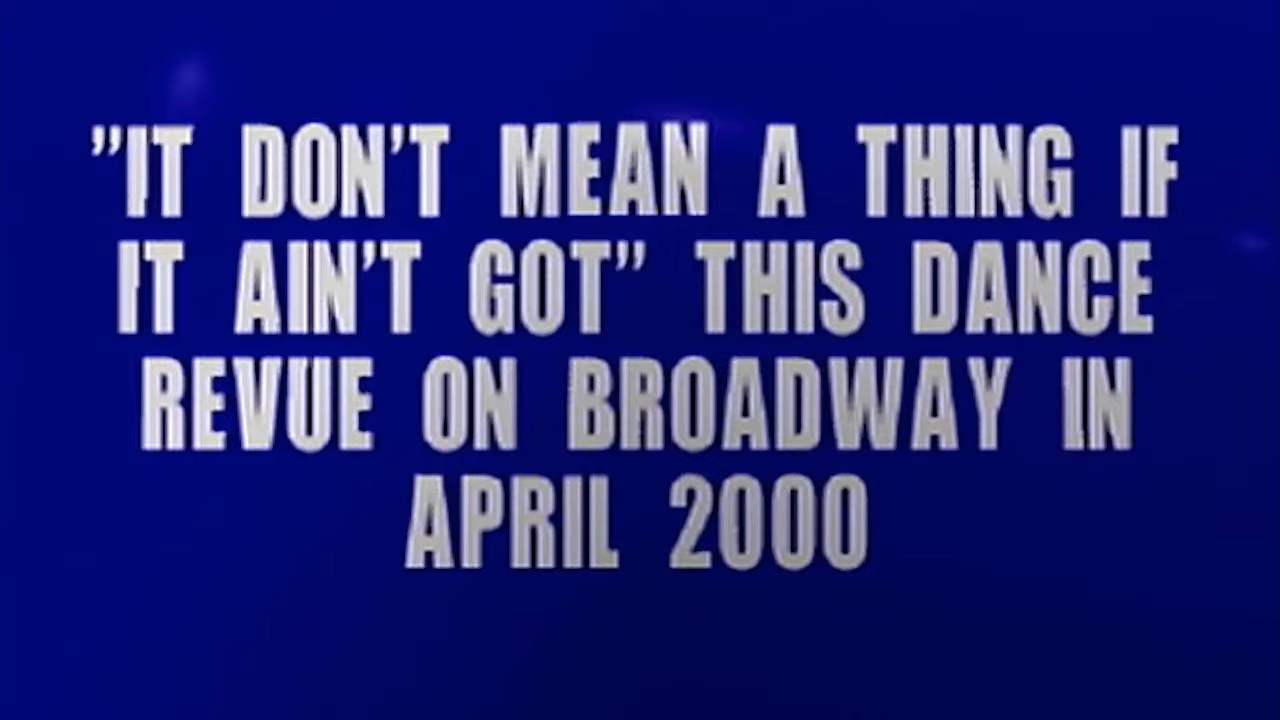 "IT DON'T MEAN A THING IF
IT AIN'T GOT" THIS DANCE
REVUE ON BROADWAY IN
APRIL 2000